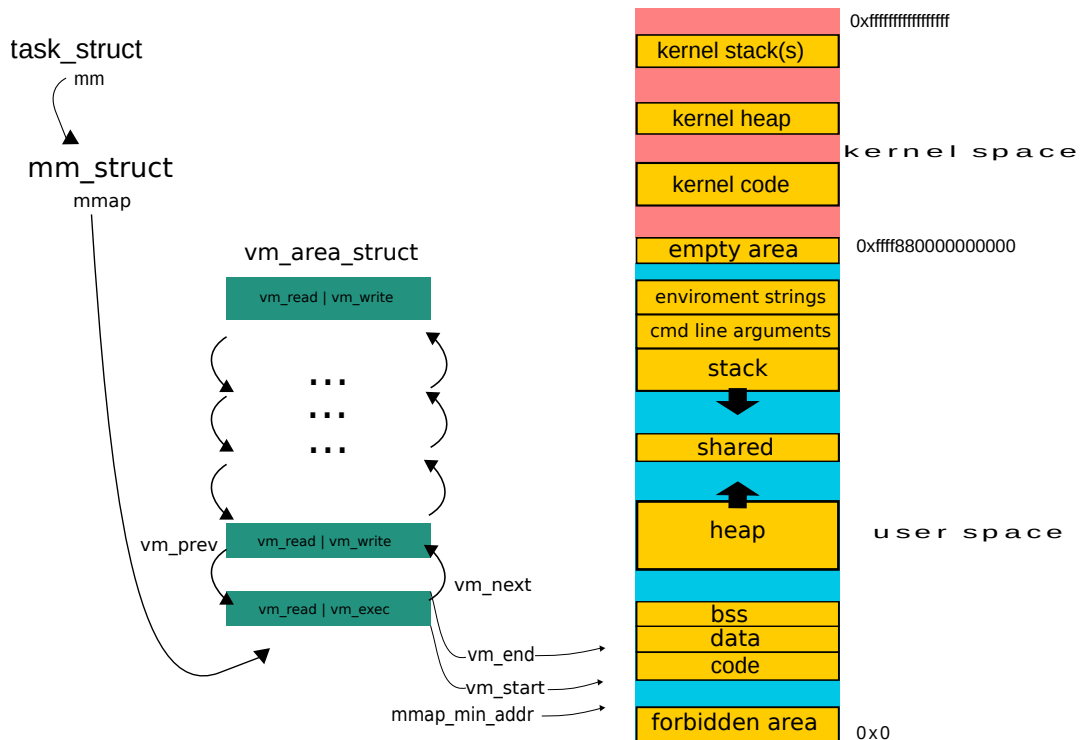 task_struct
mm
mm_struct
mmap
vm_area_struct
vm_read | vm_write
...
...
...
vm_prev
vm_read | vm_write
vm_next
vm_read | vm_exec
vm_end
vm_start
mmap_min_addr
0xffffffffffffffff
kernel stack(s)
kernel heap
kernel space
kernel code
empty area
0xffff880000000000
enviroment strings
cmd line arguments
stack
shared
heap
user space
bss
data
code
forbidden area
0x0